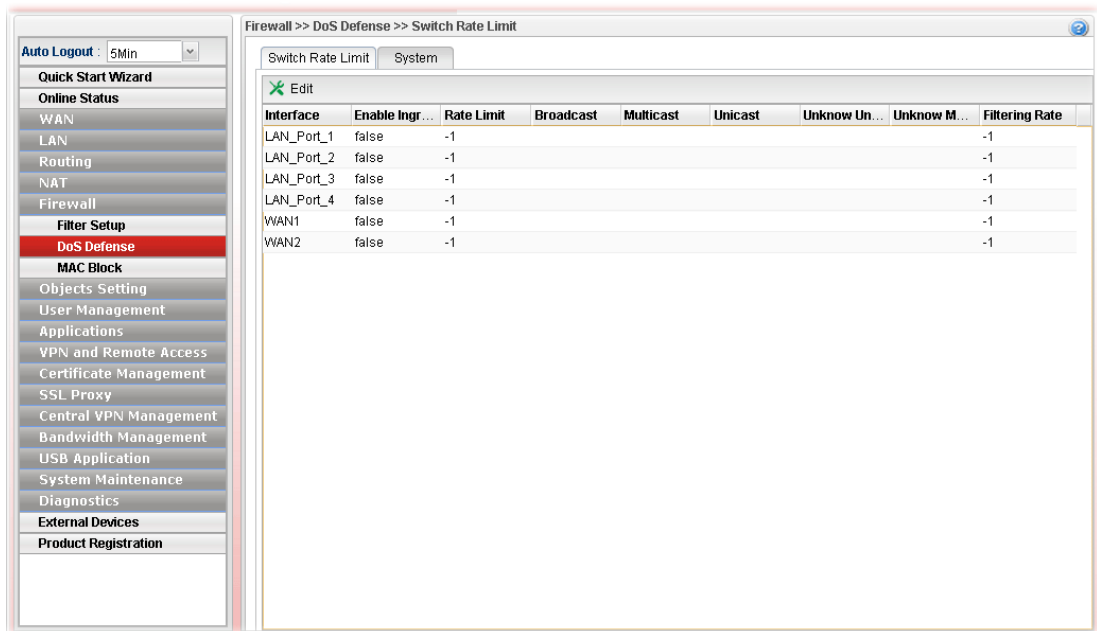 Firewall >> DoS Defense >> Switch Rate Limit
Auto Logout : 5Min
Quick Start Wizard
Online Status
WAN
LAN
Routing
NAT
Firewall
Filter Setup
DoS Defense
MAC Block
Objects Setting
User Management
Applications
VPN and Remote Access
Certificate Management
SSL Proxy
Central VPN Management
Bandwidth Management
USB Application
System Maintenance
Diagnostics
External Devices
Product Registration
Switch Rate Limit System
Edit
Interface Enable Ingr... Rate Limit Broadcast Multicast Unicast Unknow Un... Unknow M... Filtering Rate
LAN_Port_1 false -1 -1
LAN_Port_2 false -1 -1
LAN_Port_3 false -1 -1
LAN_Port_4 false -1 -1
WAN1 false -1 -1
WAN2 false -1 -1